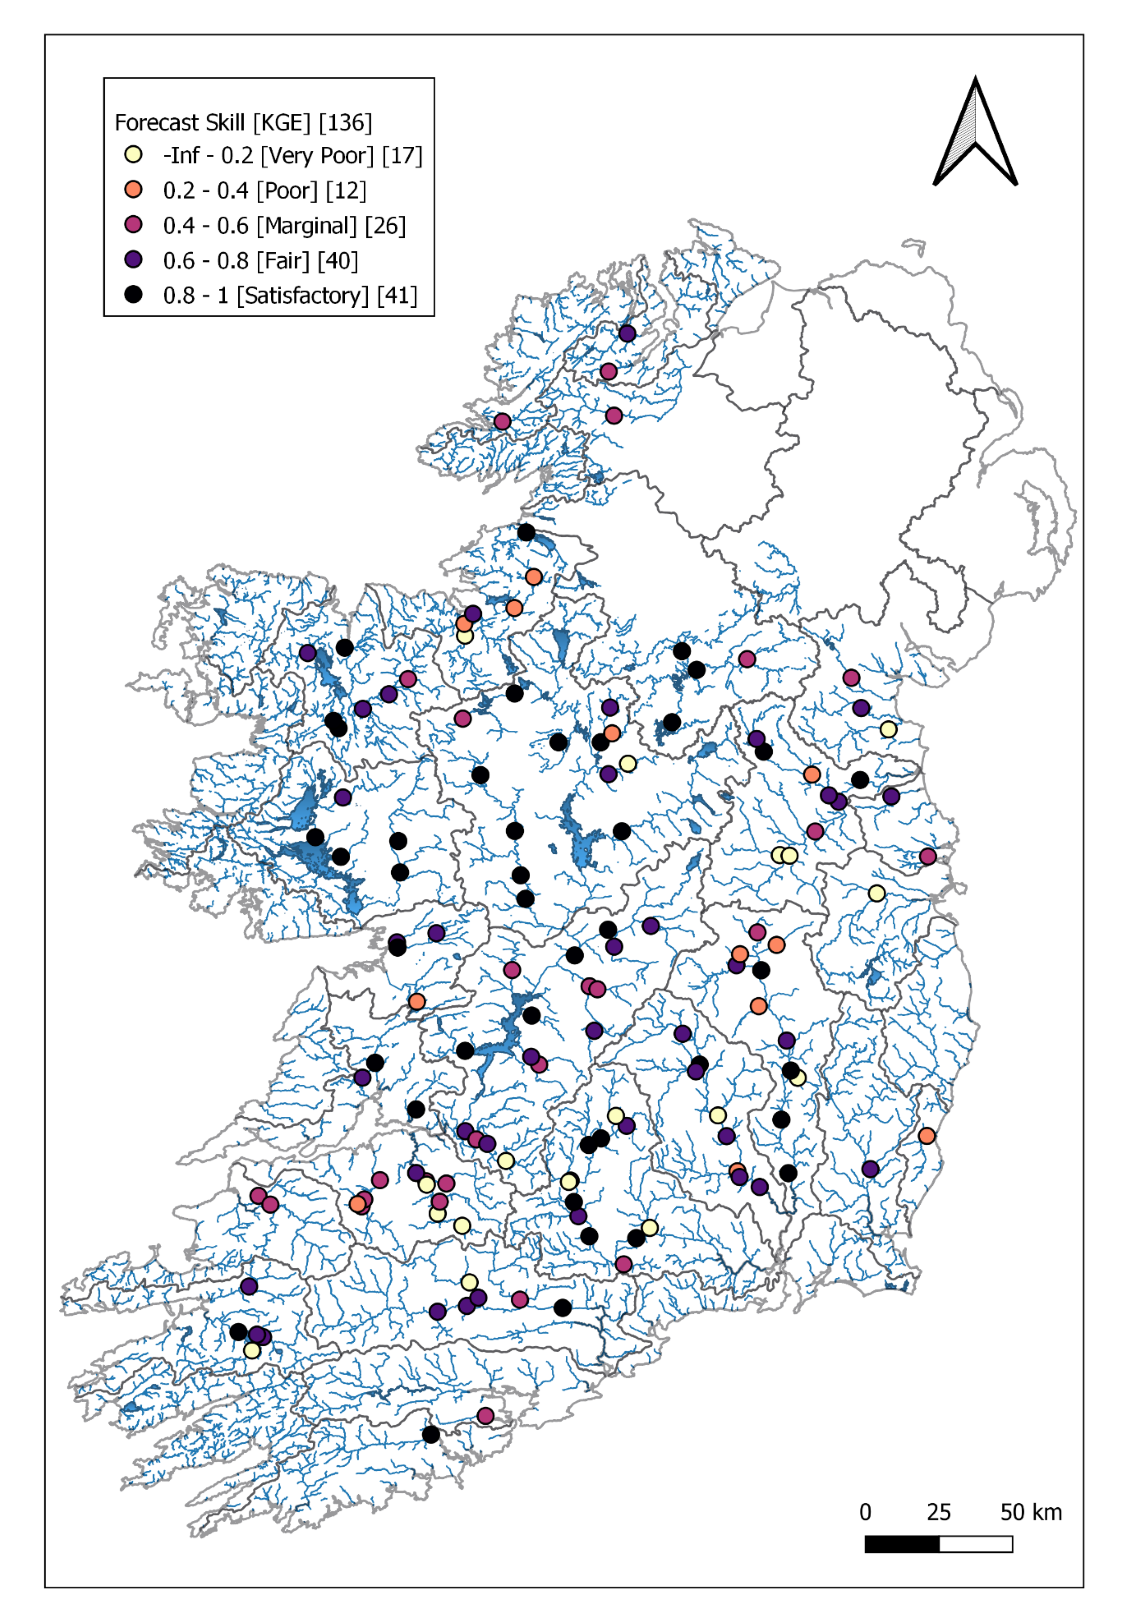 Forecast Skill [KGE] [136]
-Inf - 0.2 [Very Poor] [17]
0.2 - 0.4 [Poor] [12]
0.4 - 0.6 [Marginal] [26]
0.6 - 0.8 [Fair] [40]
0.8 - 1 [Satisfactory] [41]
0 25 50 km